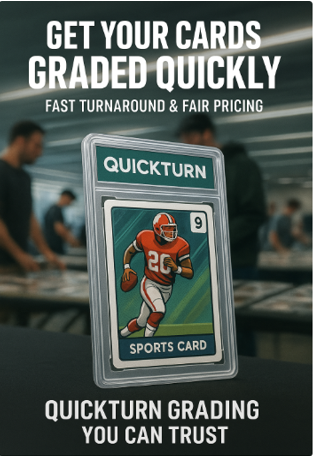 GET YOUR CARDS
GRADED QUICKLY
FAST TURNAROUND & FAIR PRICING
QUICKTURN
9
20
SPORTS CARD
QUICKTURN GRADING
YOU CAN TRUST